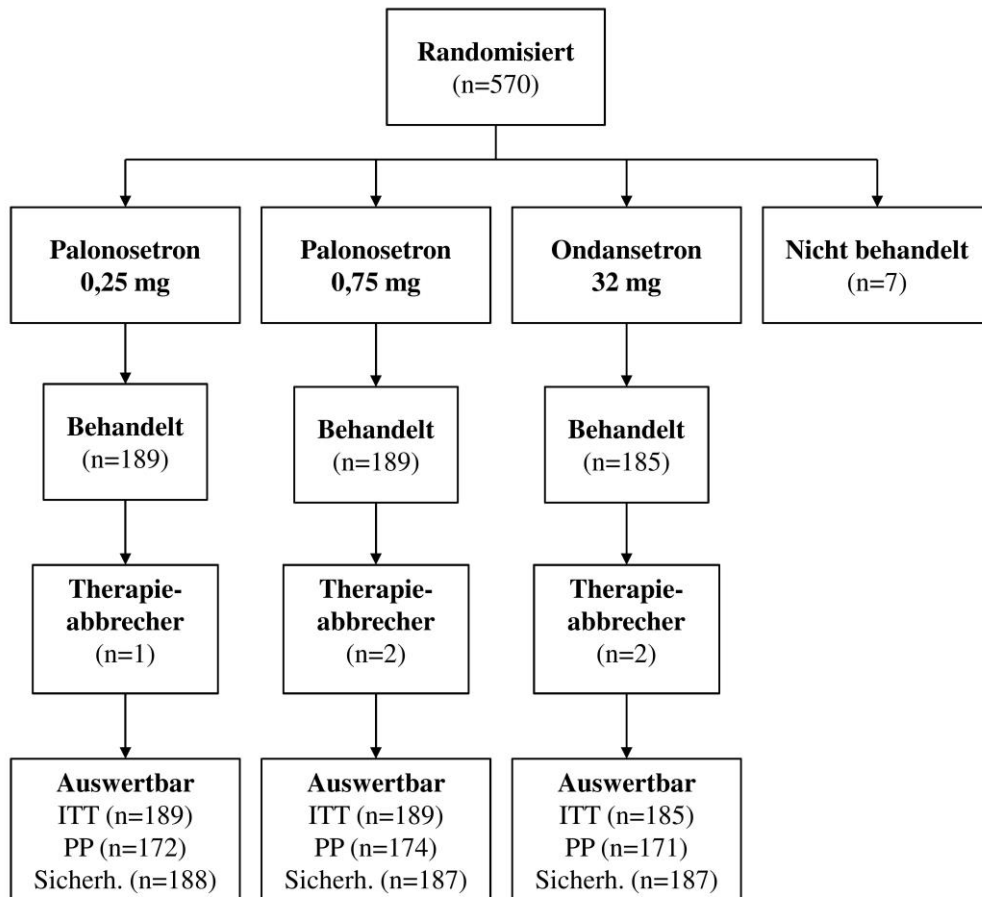 Randomisiert
(n=570)
Palonosetron
0,25 mg
Palonosetron
0,75 mg
Ondansetron
32 mg
Nicht behandelt
(n=7)
Behandelt
(n=189)
Behandelt
(n=189)
Behandelt
(n=185)
Therapie-
abbrecher
(n=1)
Therapie-
abbrecher
(n=2)
Therapie-
abbrecher
(n=2)
Auswertbar
ITT (n=189)
PP (n=172)
Sicherh. (n=188)
Auswertbar
ITT (n=189)
PP (n=174)
Sicherh. (n=187)
Auswertbar
ITT (n=185)
PP (n=171)
Sicherh. (n=187)